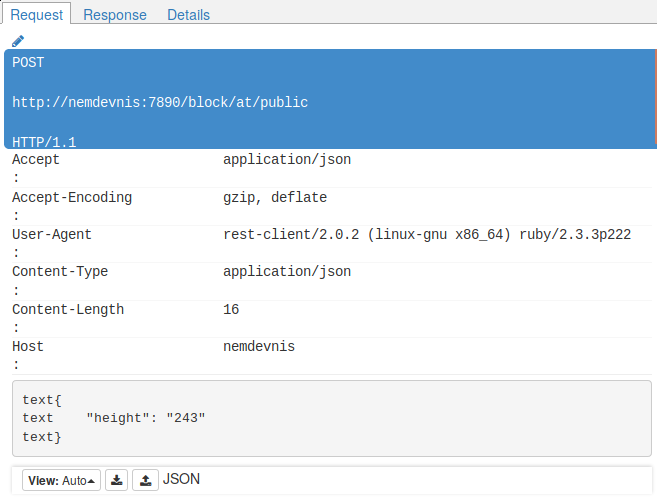 Request Response Details
POST
http://nemdevnis:7890/block/at/public
HTTP/1.1
Accept application/json
:
Accept-Encoding gzip, deflate
:
User-Agent rest-client/2.0.2 (linux-gnu x86_64) ruby/2.3.3p222
:
Content-Type application/json
:
Content-Length 16
:
Host nemdevnis
:
text{
text    "height": "243"
text}
View: Auto JSON